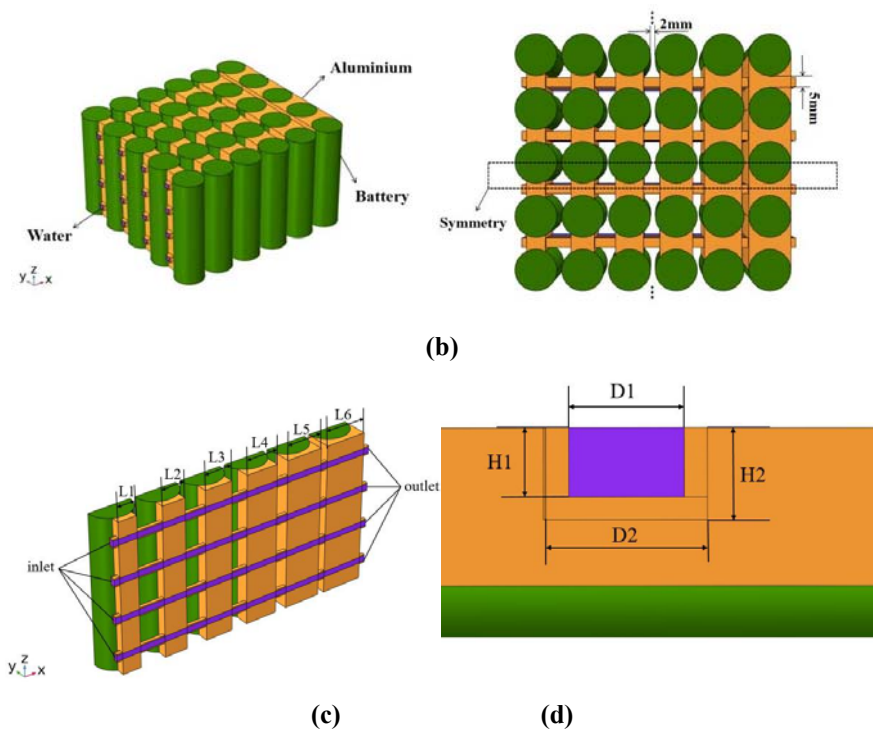 Aluminium
Battery
Water
y z x
2mm
5mm
Symmetry
(b)
L1 L2 L3 L4 L5 L6
inlet
outlet
y z x
(c)
D1
H1
H2
D2
(d)